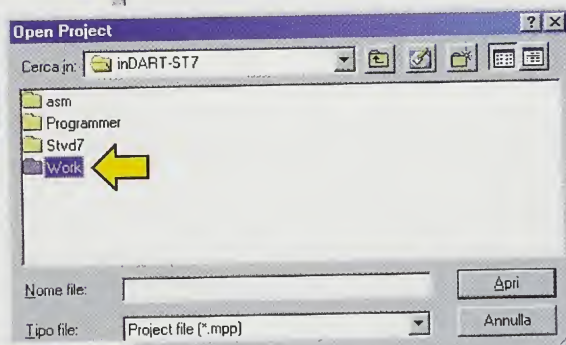 Open Project
Cerca in: inDART-ST7
asm
Programmer
Stvd7
Work
Nome file:
Apri
Tipo file: Project file (*.mpp)
Annulla